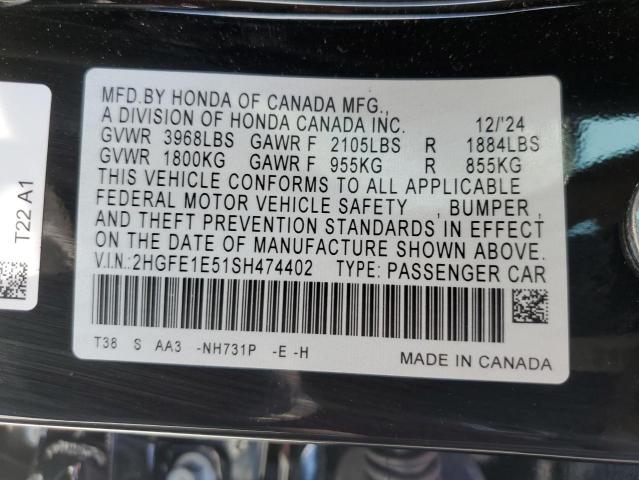 MFD.BY HONDA OF CANADA MFG.,
A DIVISION OF HONDA CANADA INC. 12/'24
GVWR 3968LBS GAWR F 2105LBS R 1884LBS
GVWR 1800KG GAWR F 955KG R 855KG
THIS VEHICLE CONFORMS TO ALL APPLICABLE
FEDERAL MOTOR VEHICLE SAFETY , BUMPER ,
AND THEFT PREVENTION STANDARDS IN EFFECT
ON DATE OF MANUFACTURE SHOWN ABOVE.
V.I.N.:2HGFE1E51SH474402 TYPE: PASSENGER CAR
T38 S AA3 -NH731P -E -H
MADE IN CANADA
T22 A1